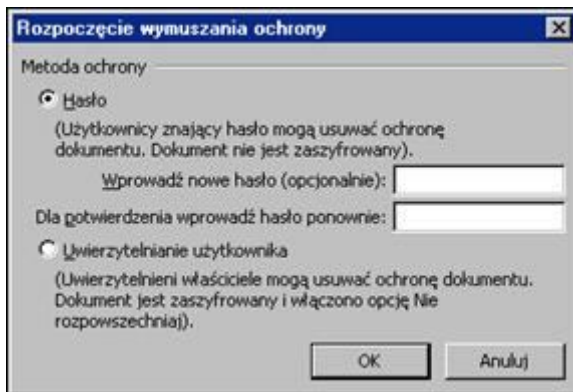 Rozpoczęcie wymuszania ochrony
Metoda ochrony
Hasło
(Użytkownicy znający hasło mogą usuwać ochronę
dokumentu. Dokument nie jest zaszyfrowany).
Wprowadź nowe hasło (opcjonalnie):
Dla potwierdzenia wprowadź hasło ponownie:
Uwierzytelnianie użytkownika
(Uwierzytelnieni właściciele mogą usuwać ochronę dokumentu.
Dokument jest zaszyfrowany i włączono opcję Nie
rozpowszechniaj).
OK Anuluj